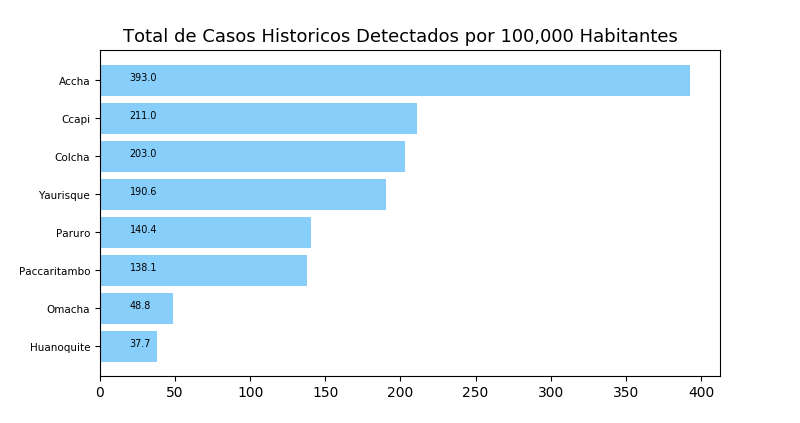 Total de Casos Historicos Detectados por 100,000 Habitantes
Accha 393.0
Ccapi 211.0
Colcha 203.0
Yaurisque 190.6
Paruro 140.4
Paccaritambo 138.1
Omacha 48.8
Huanoquite 37.7
0 50 100 150 200 250 300 350 400